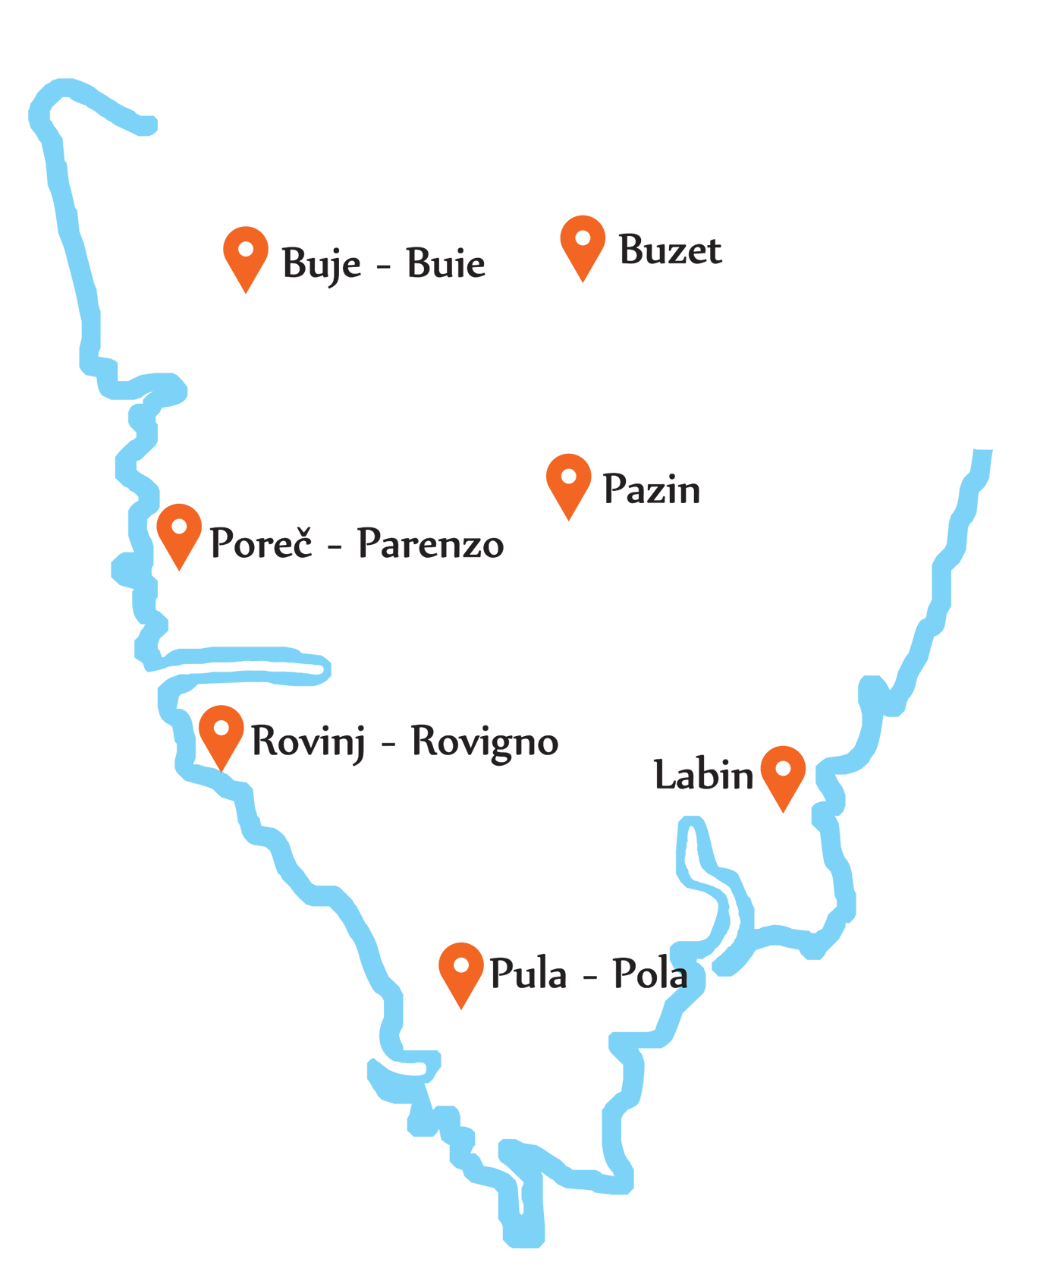 Buje - Buie
Buzet
Pazin
Poreč - Parenzo
Rovinj - Rovigno
Labin
Pula - Pola